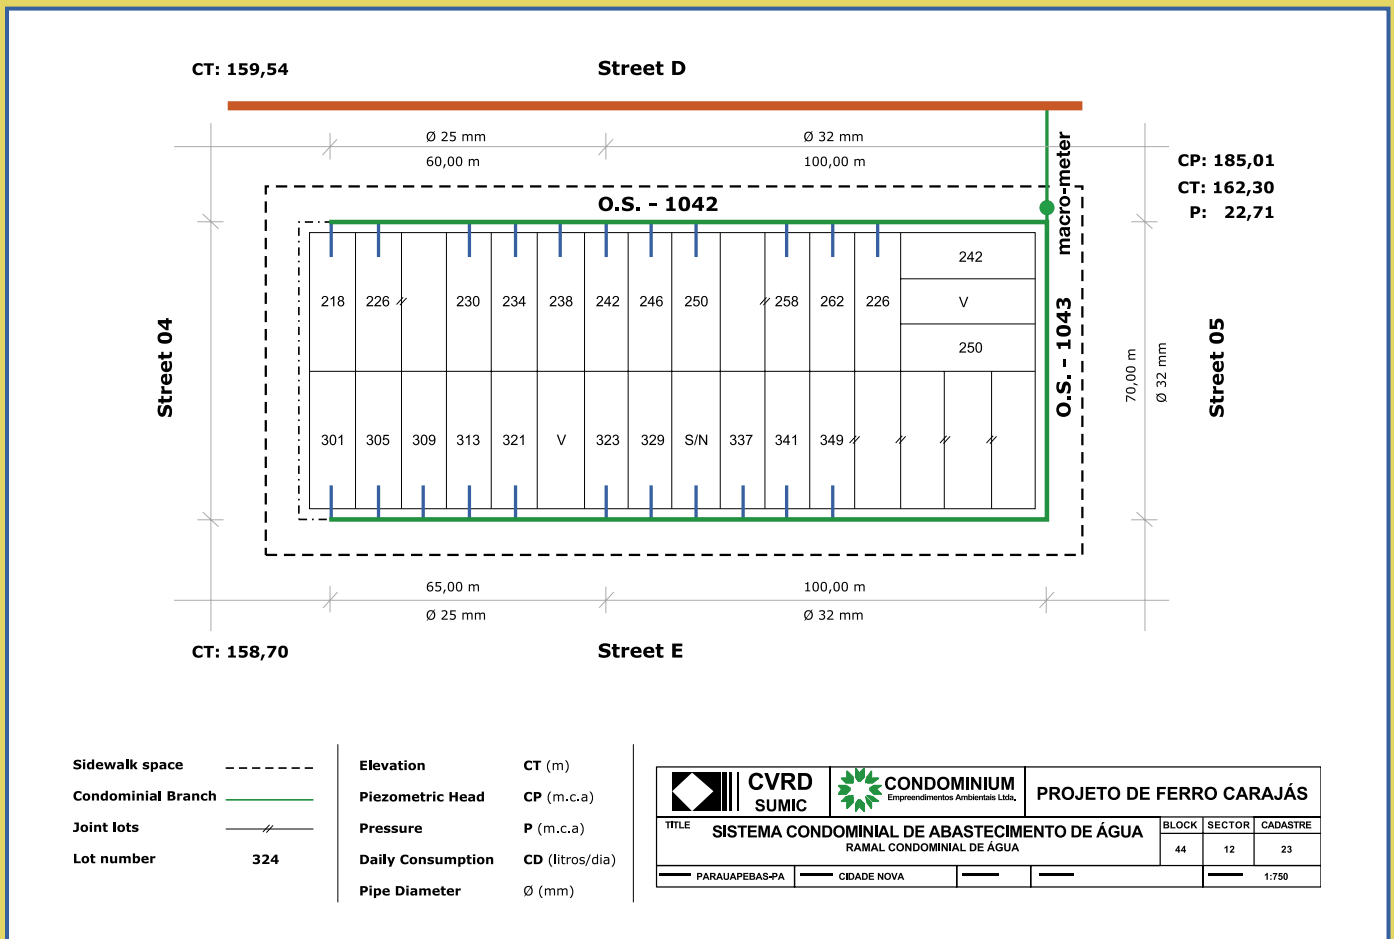 CT: 159,54
Street D
Ø 25 mm
Ø 32 mm
60,00 m
100,00 m
macro-meter
CP: 185,01
CT: 162,30
P: 22,71
O.S. - 1042
242
218
226
230
234
238
242
246
250
258
262
226
V
250
Street 04
O.S. - 1043
70,00 m
Ø 32 mm
Street 05
301
305
309
313
321
V
323
329
S/N
337
341
349
65,00 m
100,00 m
Ø 25 mm
Ø 32 mm
CT: 158,70
Street E
Sidewalk space
Condominial Branch
Joint lots
Lot number 324
Elevation CT (m)
Piezometric Head CP (m.c.a)
Pressure P (m.c.a)
Daily Consumption CD (litros/dia)
Pipe Diameter Ø (mm)
CVRD
SUMIC
CONDOMINIUM
Empreendimentos Ambientais Ltda.
PROJETO DE FERRO CARAJÁS
TÍTLE
SISTEMA CONDOMINIAL DE ABASTECIMENTO DE ÁGUA
RAMAL CONDOMINIAL DE ÁGUA
BLOCK SECTOR CADASTRE
44 12 23
PARAUAPEBAS-PA CIDADE NOVA 1:750